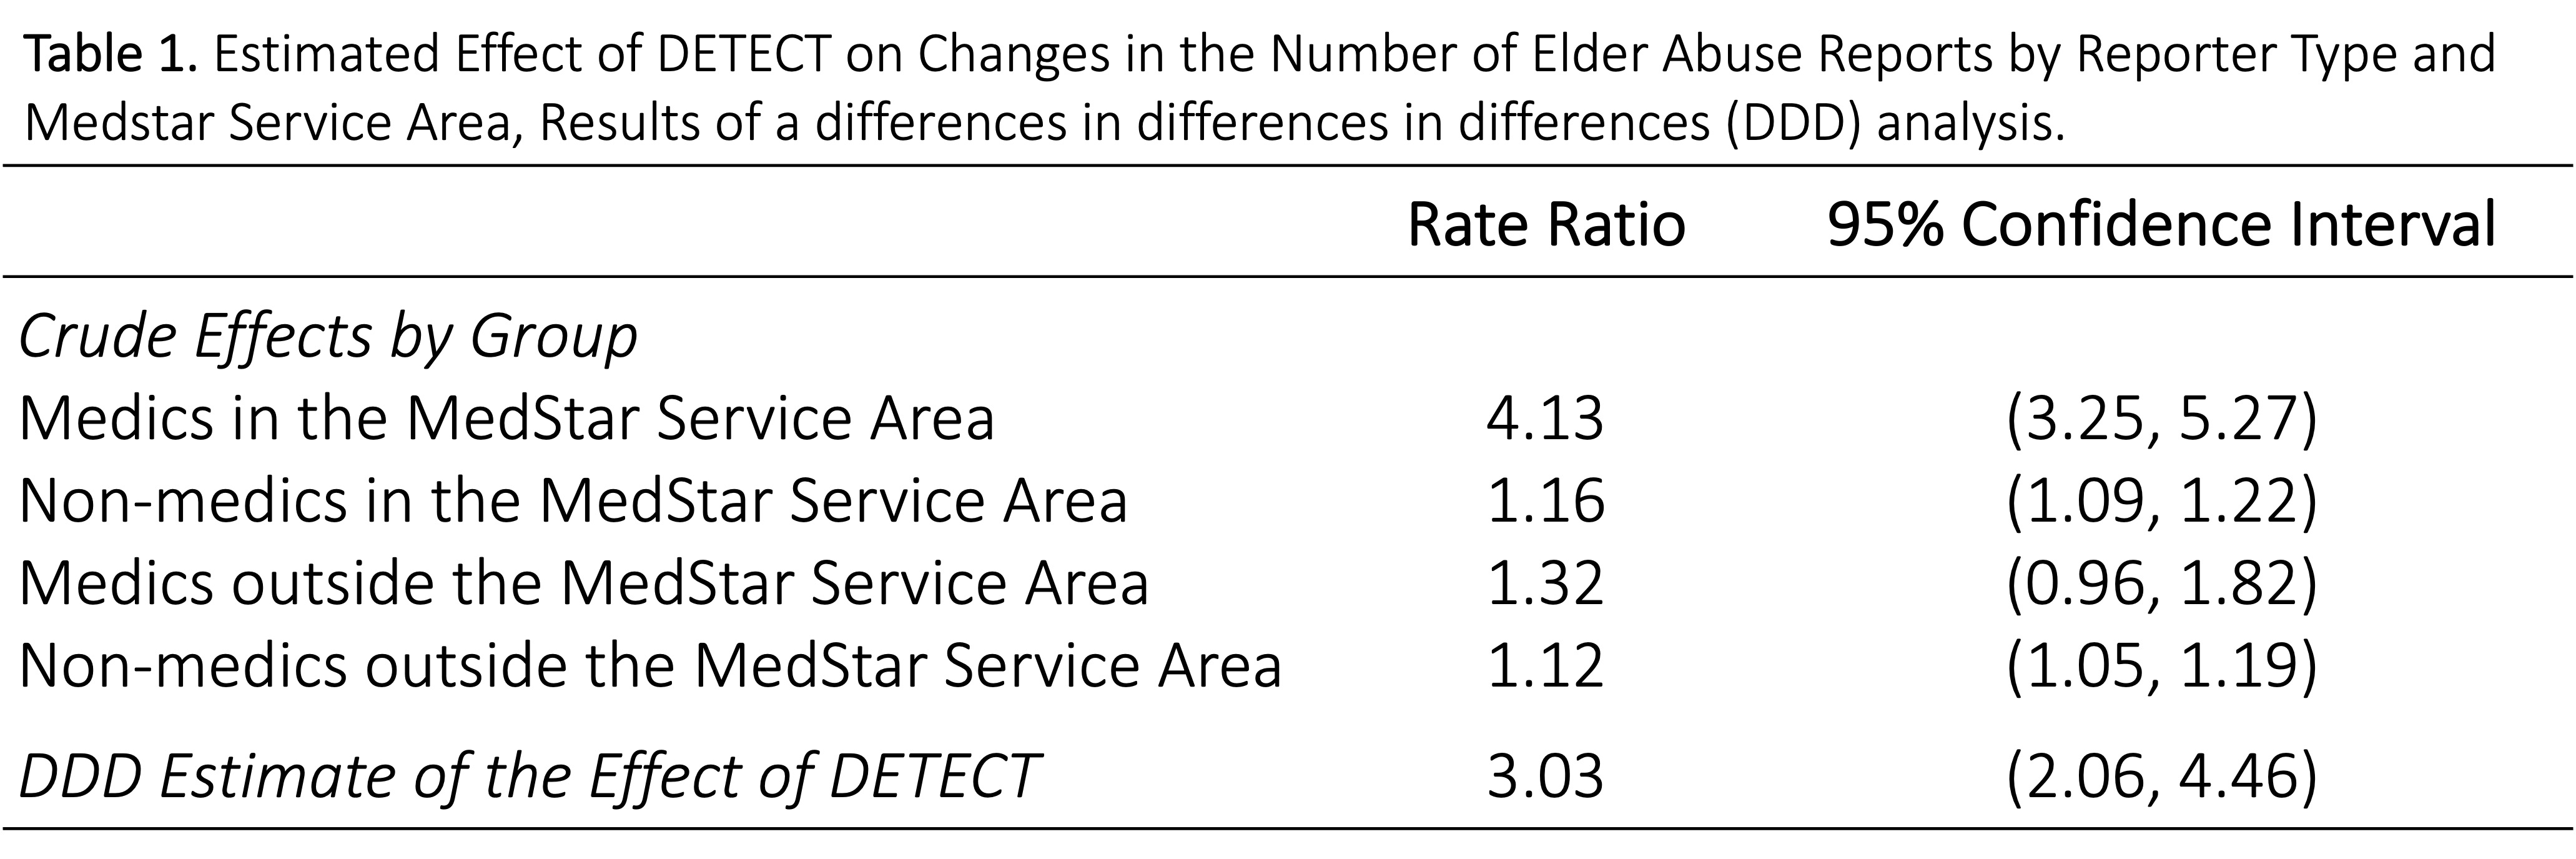 Table 1. Estimated Effect of DETECT on Changes in the Number of Elder Abuse Reports by Reporter Type and
Medstar Service Area, Results of a differences in differences in differences (DDD) analysis.
Rate Ratio 95% Confidence Interval
Crude Effects by Group
Medics in the MedStar Service Area 4.13 (3.25, 5.27)
Non-medics in the MedStar Service Area 1.16 (1.09, 1.22)
Medics outside the MedStar Service Area 1.32 (0.96, 1.82)
Non-medics outside the MedStar Service Area 1.12 (1.05, 1.19)
DDD Estimate of the Effect of DETECT 3.03 (2.06, 4.46)